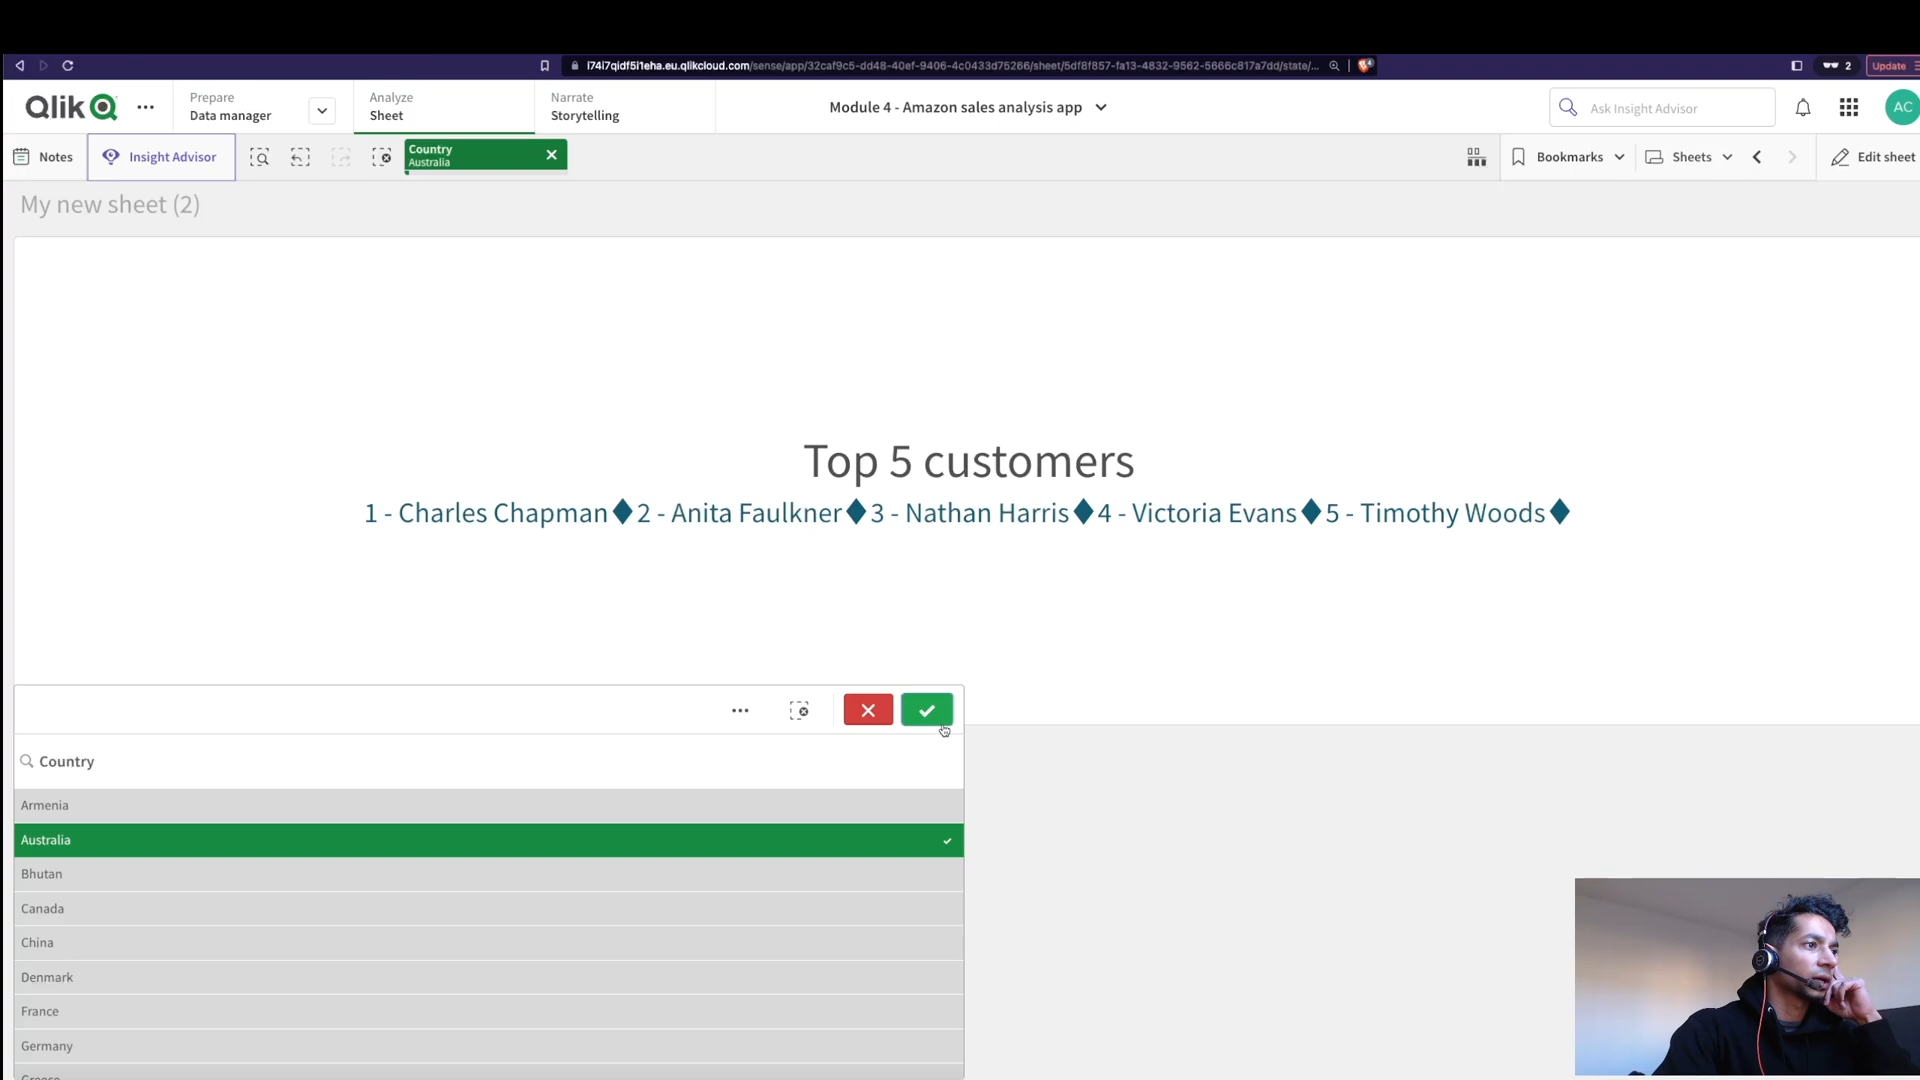 i74i7qidf5i1eha.eu.qlikcloud.com/sense/app/32caf9c5-dd48-40ef-9406-4c0433d75266/sheet/5df8f857-fa13-4832-9562-5666c817a7dd/state/...
4
2
Update
Qlik
Prepare
Data manager
Analyze
Sheet
Narrate
Storytelling
Module 4 - Amazon sales analysis app
Ask Insight Advisor
AC
Notes
Insight Advisor
Country
Australia
Bookmarks
Sheets
Edit sheet
My new sheet (2)
Top 5 customers
1 - Charles Chapman♦2 - Anita Faulkner♦3 - Nathan Harris♦4 - Victoria Evans♦5 - Timothy Woods♦
Country
Armenia
Australia
Bhutan
Canada
China
Denmark
France
Germany
Greece